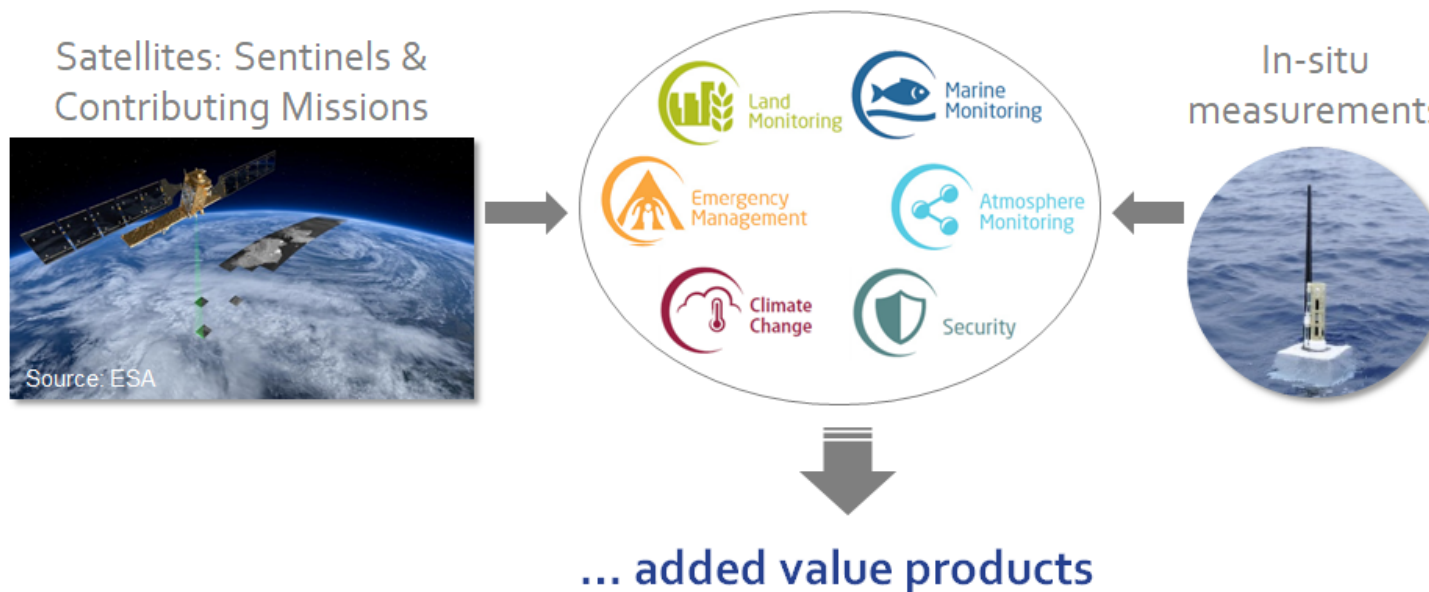 Satellites: Sentinels &
Contributing Missions
Source: ESA
Land
Monitoring
Marine
Monitoring
Emergency
Management
Atmosphere
Monitoring
Climate
Change
Security
In-situ
measurements
... added value products